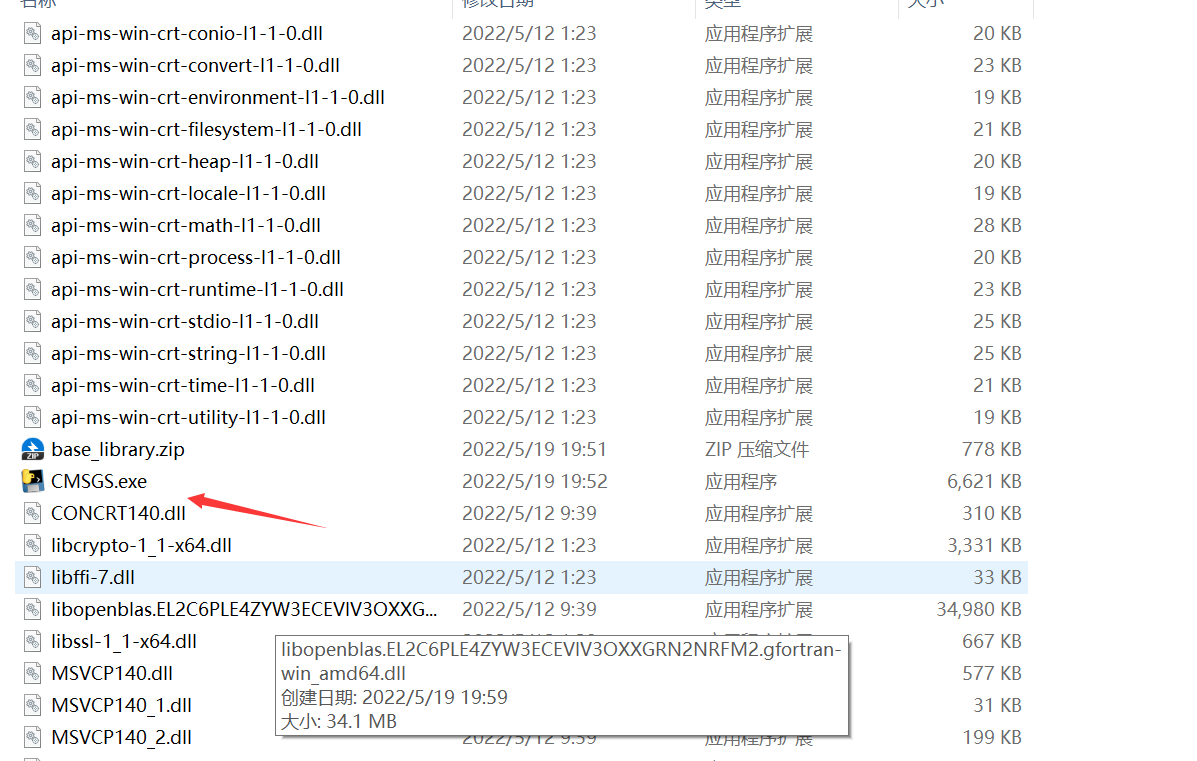 名称 修改日期 类型 大小
api-ms-win-crt-conio-l1-1-0.dll 2022/5/12 1:23 应用程序扩展 20 KB
api-ms-win-crt-convert-l1-1-0.dll 2022/5/12 1:23 应用程序扩展 23 KB
api-ms-win-crt-environment-l1-1-0.dll 2022/5/12 1:23 应用程序扩展 19 KB
api-ms-win-crt-filesystem-l1-1-0.dll 2022/5/12 1:23 应用程序扩展 21 KB
api-ms-win-crt-heap-l1-1-0.dll 2022/5/12 1:23 应用程序扩展 20 KB
api-ms-win-crt-locale-l1-1-0.dll 2022/5/12 1:23 应用程序扩展 19 KB
api-ms-win-crt-math-l1-1-0.dll 2022/5/12 1:23 应用程序扩展 28 KB
api-ms-win-crt-process-l1-1-0.dll 2022/5/12 1:23 应用程序扩展 20 KB
api-ms-win-crt-runtime-l1-1-0.dll 2022/5/12 1:23 应用程序扩展 23 KB
api-ms-win-crt-stdio-l1-1-0.dll 2022/5/12 1:23 应用程序扩展 25 KB
api-ms-win-crt-string-l1-1-0.dll 2022/5/12 1:23 应用程序扩展 25 KB
api-ms-win-crt-time-l1-1-0.dll 2022/5/12 1:23 应用程序扩展 21 KB
api-ms-win-crt-utility-l1-1-0.dll 2022/5/12 1:23 应用程序扩展 19 KB
ZIP base_library.zip 2022/5/19 19:51 ZIP 压缩文件 778 KB
CMSGS.exe 2022/5/19 19:52 应用程序 6,621 KB
CONCRT140.dll 2022/5/12 9:39 应用程序扩展 310 KB
libcrypto-1_1-x64.dll 2022/5/12 1:23 应用程序扩展 3,331 KB
libffi-7.dll 2022/5/12 1:23 应用程序扩展 33 KB
libopenblas.EL2C6PLE4ZYW3ECEVIV3OXXG... 2022/5/12 9:39 应用程序扩展 34,980 KB
libssl-1_1-x64.dll 667 KB
libopenblas.EL2C6PLE4ZYW3ECEVIV3OXXGRN2NRFM2.gfortran-
win_amd64.dll
创建日期: 2022/5/19 19:59
大小: 34.1 MB
MSVCP140.dll 577 KB
MSVCP140_1.dll 31 KB
MSVCP140_2.dll 2022/5/12 9:39 应用程序扩展 199 KB